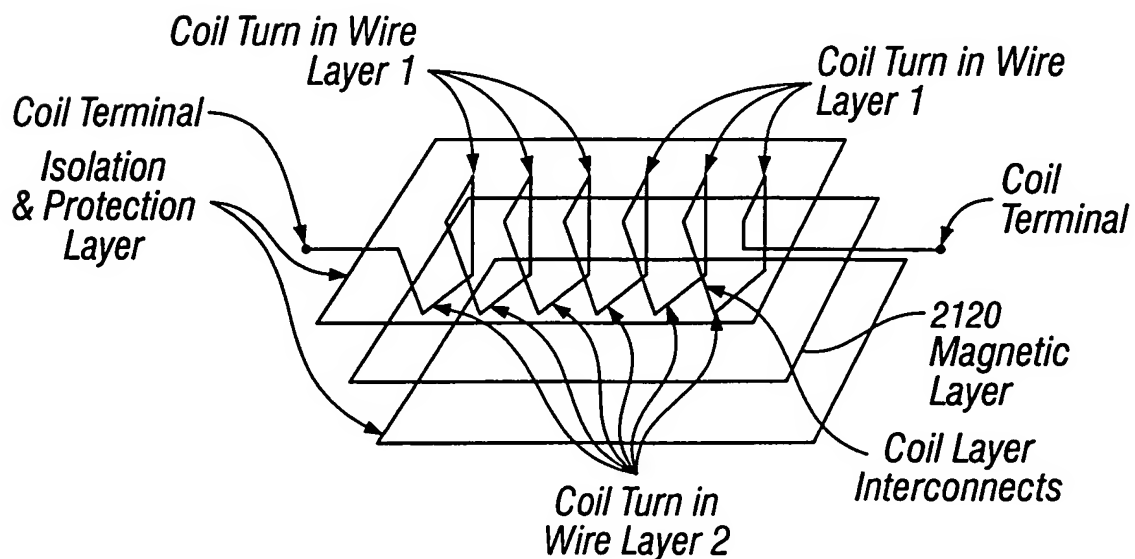 Coil Turn in Wire
Layer 1
Coil Turn in Wire
Layer 1
Coil Terminal
Isolation
& Protection
Layer
Coil
Terminal
2120
Magnetic
Layer
Coil Layer
Interconnects
Coil Turn in
Wire Layer 2